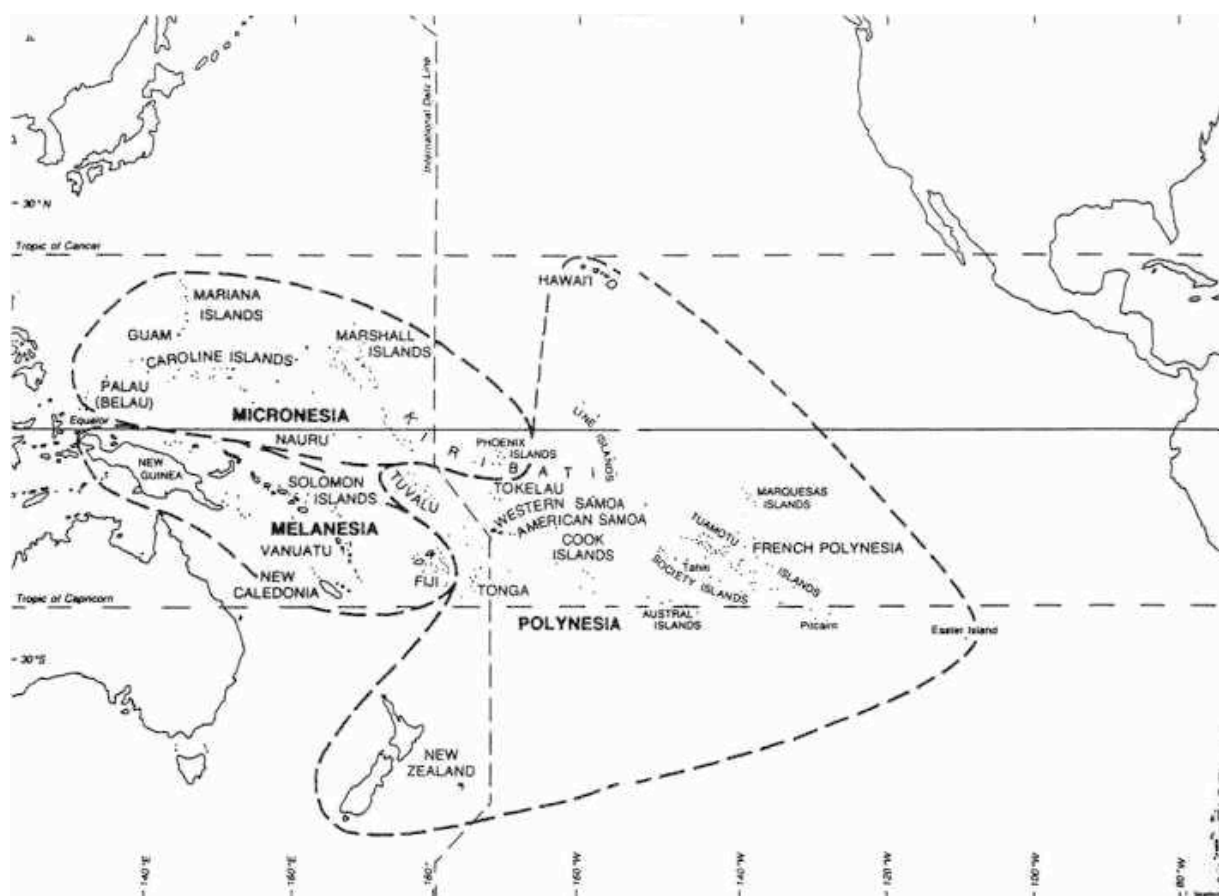 International Date Line
30°N
Tropic of Cancer
HAWAI'I
MARIANA
ISLANDS
GUAM
MARSHALL
ISLANDS
CAROLINE ISLANDS
PALAU
(BELAU)
MICRONESIA
Equator
NAURU
KIRIBATI
LINE ISLANDS
PHOENIX
ISLANDS
NEW
GUINEA
SOLOMON
ISLANDS
TUVALU
TOKELAU
WESTERN SAMOA
AMERICAN SAMOA
MARQUESAS
ISLANDS
MELANESIA
COOK
ISLANDS
TUAMOTU
ISLANDS
FRENCH POLYNESIA
VANUATU
Tahiti
SOCIETY ISLANDS
FIJI
NEW
CALEDONIA
TONGA
Tropic of Capricorn
POLYNESIA
AUSTRAL
ISLANDS
Pitcairn
Easter Island
30°S
NEW
ZEALAND
140°E
160°E
180°
160°W
140°W
120°W
100°W
80°W